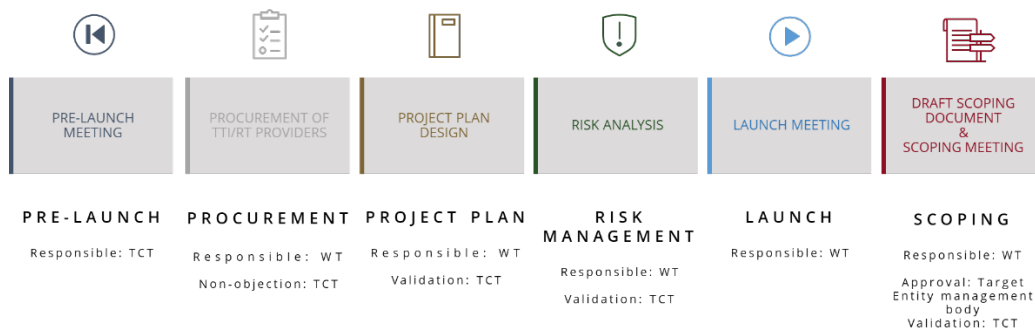 PRE-LAUNCH
MEETING
PROCUREMENT OF
TTI/RT PROVIDERS
PROJECT PLAN
DESIGN
RISK ANALYSIS
LAUNCH MEETING
DRAFT SCOPING
DOCUMENT
&
SCOPING MEETING
PRE-LAUNCH
Responsible: TCT
PROCUREMENT
Responsible: WT
Non-objection: TCT
PROJECT PLAN
Responsible: WT
Validation: TCT
RISK
MANAGEMENT
Responsible: WT
Validation: TCT
LAUNCH
Responsible: WT
SCOPING
Responsible: WT
Approval: Target
Entity management
body
Validation: TCT